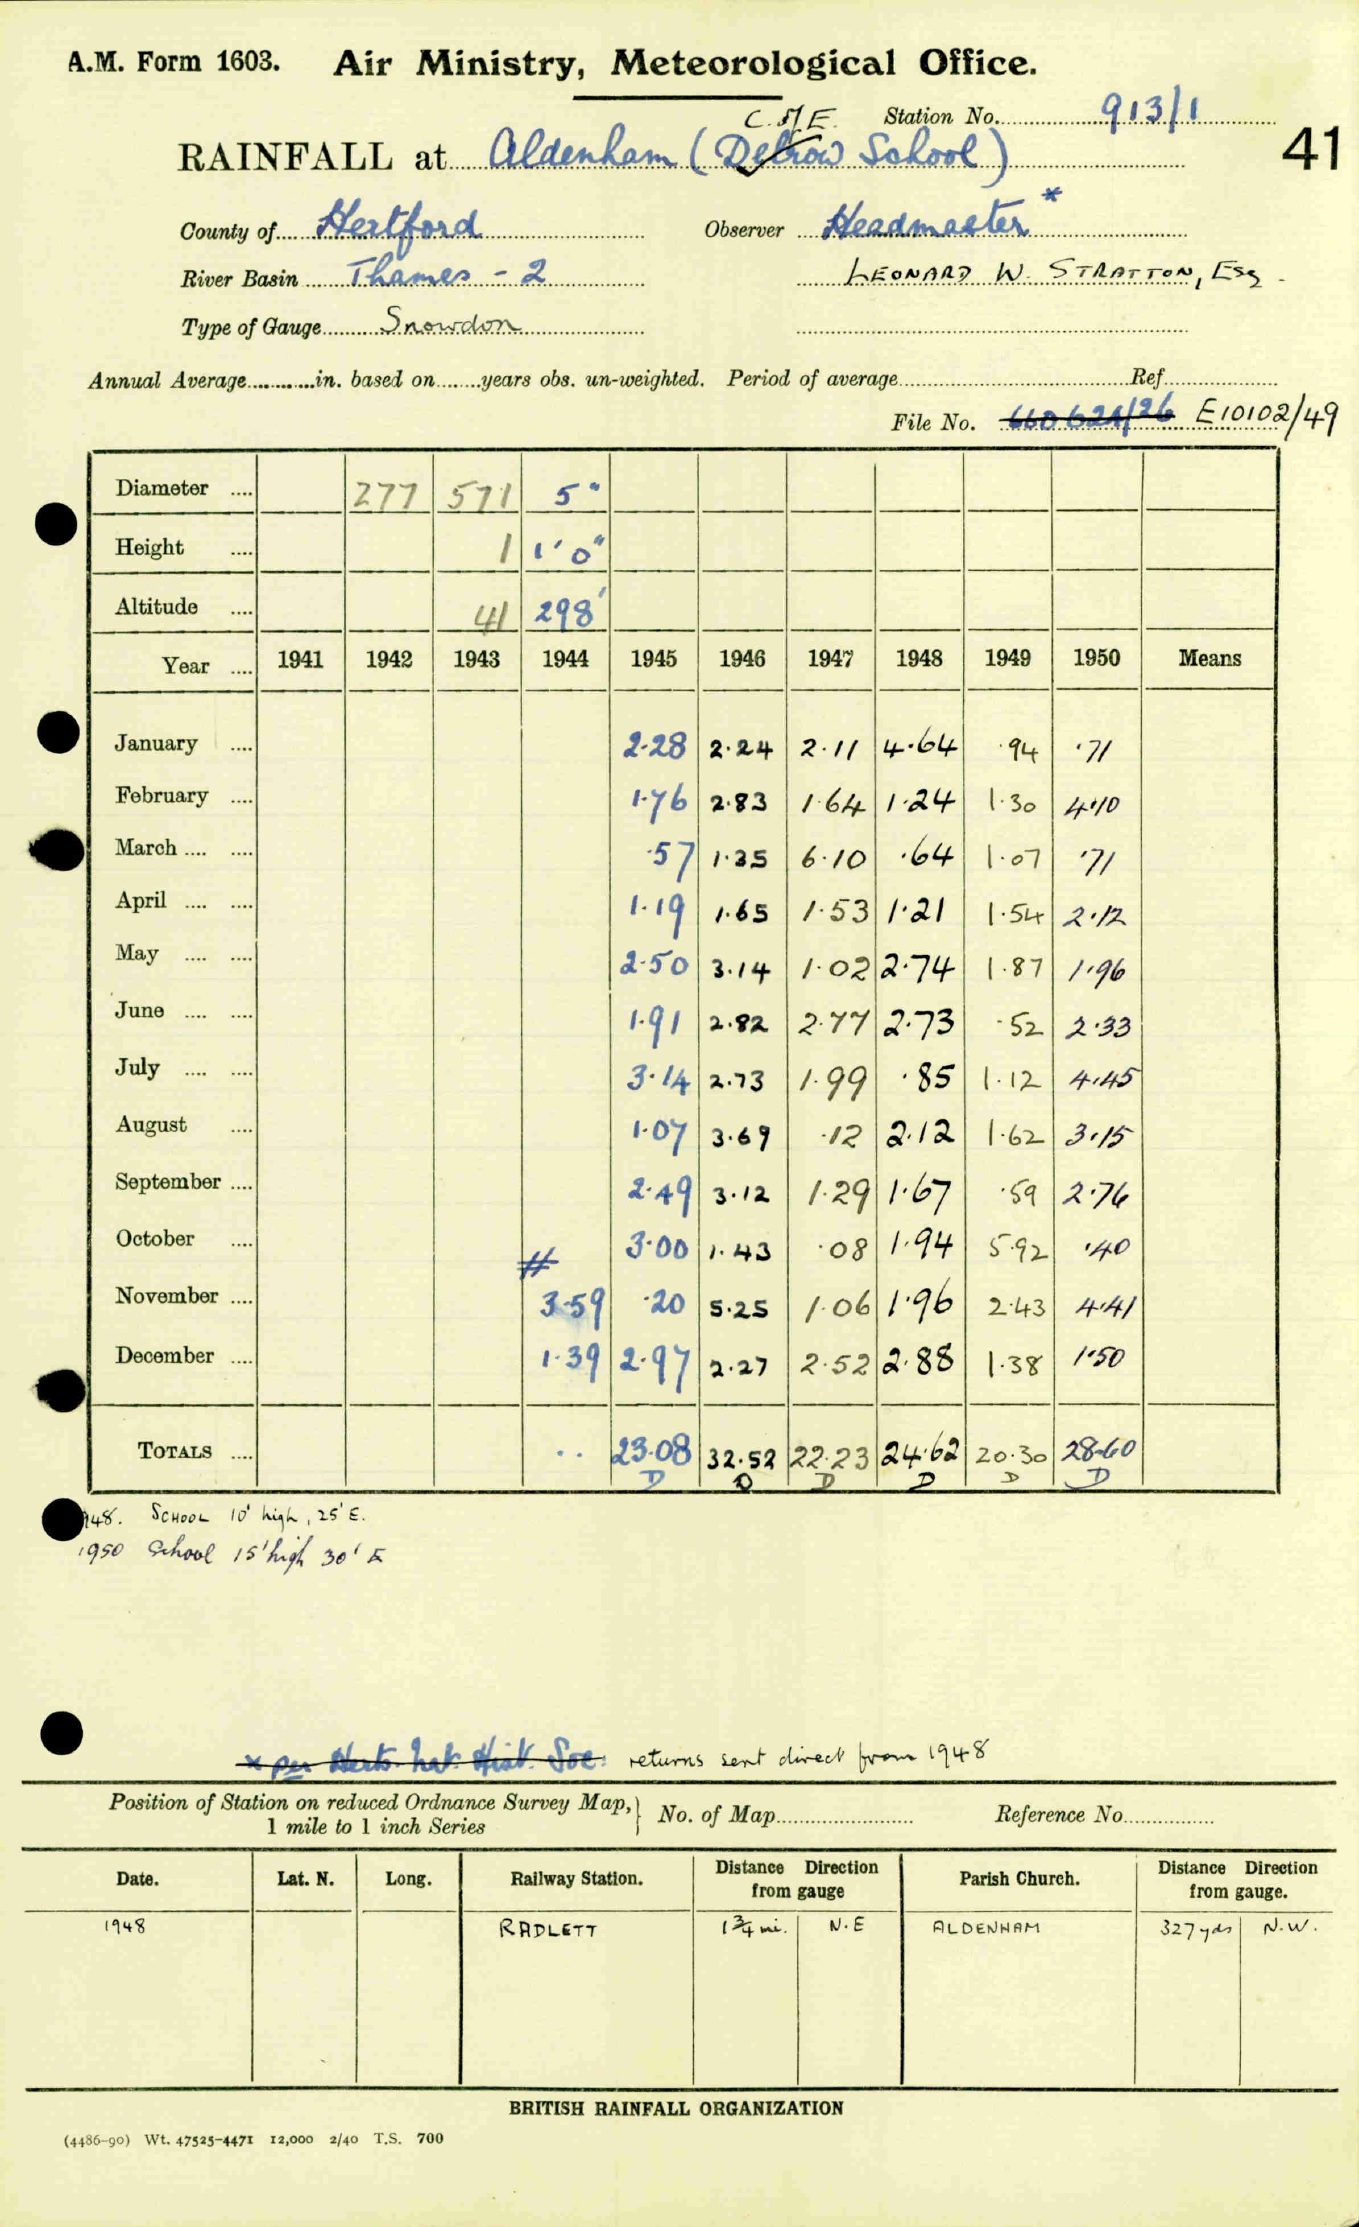 A.M. Form 1603. Air Ministry, Meteorological Office.
C. of E. Station No. 913/1
41
RAINFALL at Aldenham (Delrow School)
County of Hertford Observer Headmaster *
River Basin Thames - 2 LEONARD W. STRATTON, Esq.
Type of Gauge Snowdon
Annual Average............in. based on........years obs. un-weighted. Period of average Ref
File No. E10102/49
Diameter .... 277 571 5"
Height .... 1 1' 0"
Altitude .... 41 298'
Year .... 1941 1942 1943 1944 1945 1946 1947 1948 1949 1950 Means
January .... 2.28 2.24 2.11 4.64 .94 .71
February .... 1.76 2.83 1.64 1.24 1.30 4.10
March .... .... .57 1.35 6.10 .64 1.07 .71
April .... .... 1.19 1.65 1.53 1.21 1.54 2.12
May .... .... 2.50 3.14 1.02 2.74 1.87 1.96
June .... .... 1.91 2.82 2.77 2.73 .52 2.33
July .... .... 3.14 2.73 1.99 .85 1.12 4.45
August .... 1.07 3.69 .12 2.12 1.62 3.15
September .... 2.49 3.12 1.29 1.67 .59 2.76
October .... 3.00 1.43 .08 1.94 5.92 .40
#
November .... 3.59 .20 5.25 1.06 1.96 2.43 4.41
December .... 1.39 2.97 2.27 2.52 2.88 1.38 1.50
TOTALS .... .. 23.08 32.52 22.23 24.62 20.30 28.60
D D D D D D
948. SCHOOL 10' high, 25' E.
1950 School 15' high 30' E
* per Herts. Nat. Hist. Soc. returns sent direct from 1948
Position of Station on reduced Ordnance Survey Map,} No. of Map Reference No
1 mile to 1 inch Series
Date. Lat. N. Long. Railway Station. Distance Direction from gauge Parish Church. Distance Direction from gauge.
1948 RADLETT 1 3/4 mi. N.E ALDENHAM 327 yds N.W.
BRITISH RAINFALL ORGANIZATION
(4486-90) Wt. 47525-4471 12,000 2/40 T.S. 700